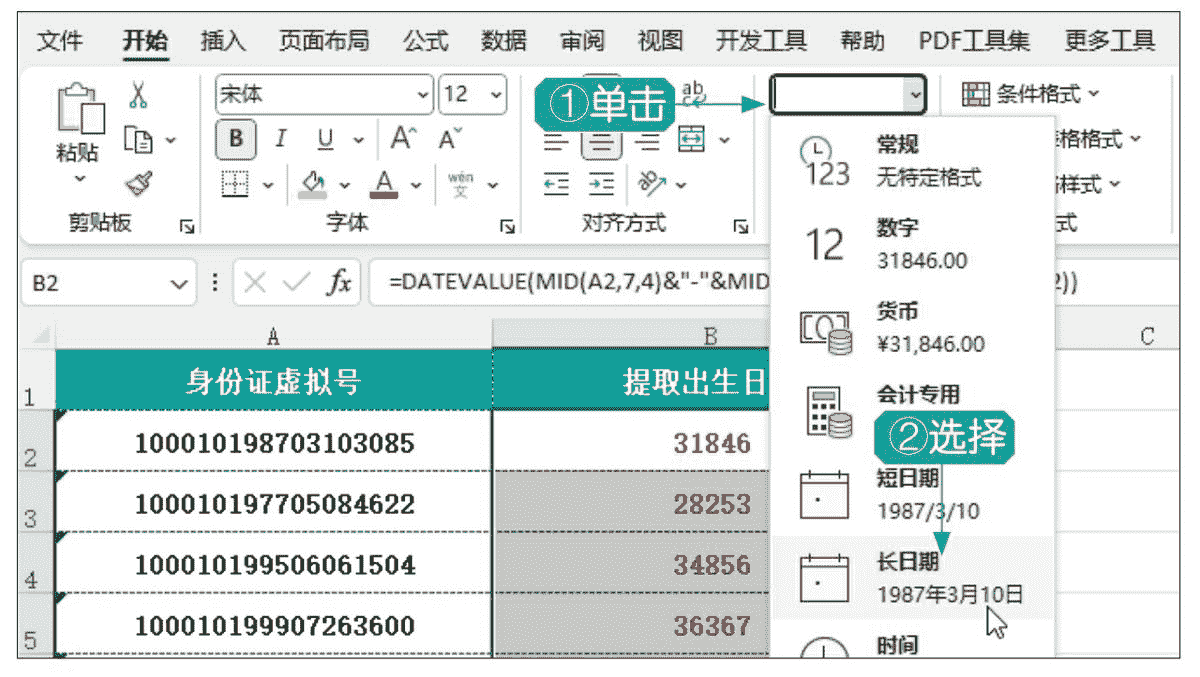 文件 开始 插入 页面布局 公式 数据 审阅 视图 开发工具 帮助 PDF工具集 更多工具
宋体 12 ①单击 ab 条件格式
粘贴 B I U A A 格格式
A wén 文 样式
剪贴板 字体 对齐方式 式
常规
123 无特定格式
数字
12 31846.00
货币
¥31,846.00
会计专用
②选择
短日期
1987/3/10
长日期
1987年3月10日
时间
B2 fx =DATEVALUE(MID(A2,7,4)&"-"&MID 2))
A B C
1 身份证虚拟号 提取出生日
2 100010198703103085 31846
3 100010197705084622 28253
4 100010199506061504 34856
5 100010199907263600 36367